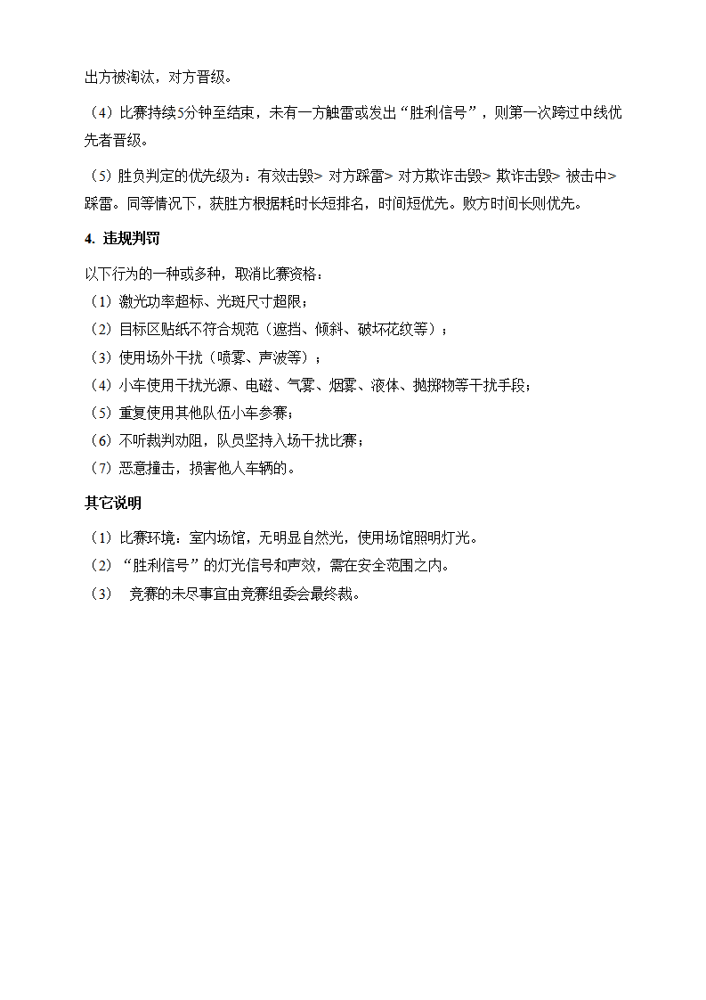 出方被淘汰，对方晋级。
（4）比赛持续5分钟至结束，未有一方触雷或发出“胜利信号”，则第一次跨过中线优
先者晋级。
（5）胜负判定的优先级为：有效击毁> 对方踩雷> 对方欺诈击毁> 欺诈击毁> 被击中>
踩雷。同等情况下，获胜方根据耗时长短排名，时间短优先。败方时间长则优先。
4. 违规判罚
以下行为的一种或多种，取消比赛资格：
（1）激光功率超标、光斑尺寸超限；
（2）目标区贴纸不符合规范（遮挡、倾斜、破坏花纹等）；
（3）使用场外干扰（喷雾、声波等）；
（4）小车使用干扰光源、电磁、气雾、烟雾、液体、抛掷物等干扰手段；
（5）重复使用其他队伍小车参赛；
（6）不听裁判劝阻，队员坚持入场干扰比赛；
（7）恶意撞击，损害他人车辆的。
其它说明
（1）比赛环境：室内场馆，无明显自然光，使用场馆照明灯光。
（2）“胜利信号”的灯光信号和声效，需在安全范围之内。
（3） 竞赛的未尽事宜由竞赛组委会最终裁。